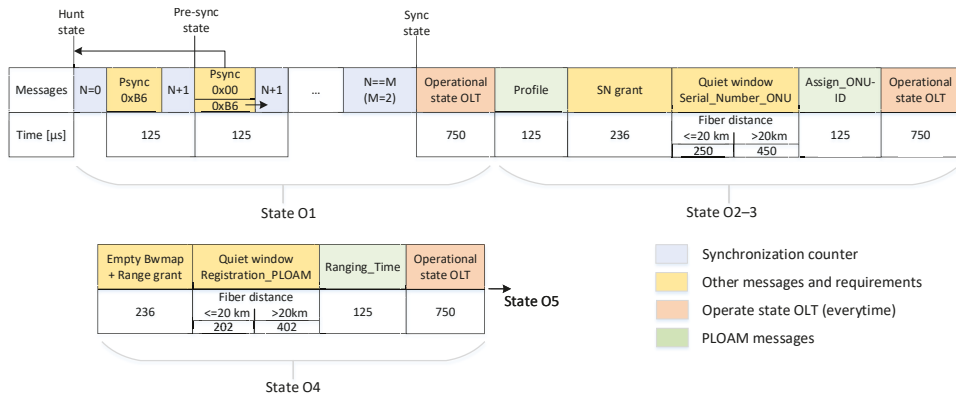 Hunt
state
Pre-sync
state
Sync
state
Messages
N=0
Psync
0xB6
N+1
Psync
0x00
0xB6
N+1
...
N==M
(M=2)
Operational
state OLT
Profile
SN grant
Quiet window
Serial_Number_ONU
Assign_ONU-
ID
Operational
state OLT
Time [µs]
125
125
750
125
236
Fiber distance
<=20 km
>20km
250
450
125
750
State O1
State O2–3
Empty Bwmap
+ Range grant
Quiet window
Registration_PLOAM
Ranging_Time
Operational
state OLT
236
Fiber distance
<=20 km
>20km
202
402
125
750
State O5
State O4
Synchronization counter
Other messages and requirements
Operate state OLT (everytime)
PLOAM messages